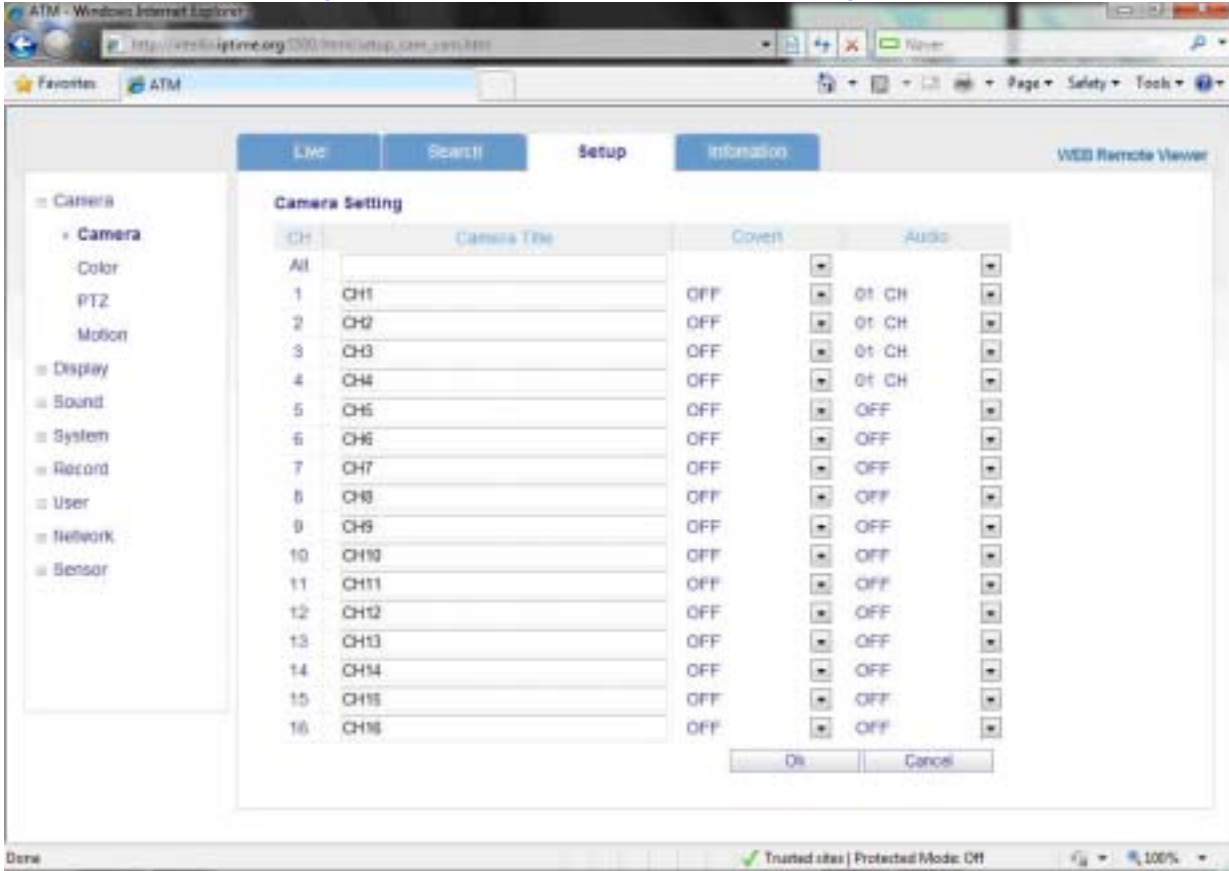 ATM - Windows Internet Explorer
Favorites ATM Page Safety Tools
Live Search Setup Infomation WEB Remote Viewer
Camera
Camera
Color
PTZ
Motion
Display
Sound
System
Record
User
Network
Sensor
Camera Setting
CH Camera Title Covert Audio
All
1 CH1 OFF 01 CH
2 CH2 OFF 01 CH
3 CH3 OFF 01 CH
4 CH4 OFF 01 CH
5 CH5 OFF OFF
6 CH6 OFF OFF
7 CH7 OFF OFF
8 CH8 OFF OFF
9 CH9 OFF OFF
10 CH10 OFF OFF
11 CH11 OFF OFF
12 CH12 OFF OFF
13 CH13 OFF OFF
14 CH14 OFF OFF
15 CH15 OFF OFF
16 CH16 OFF OFF
Ok Cancel
Done Trusted sites | Protected Mode: Off 100%